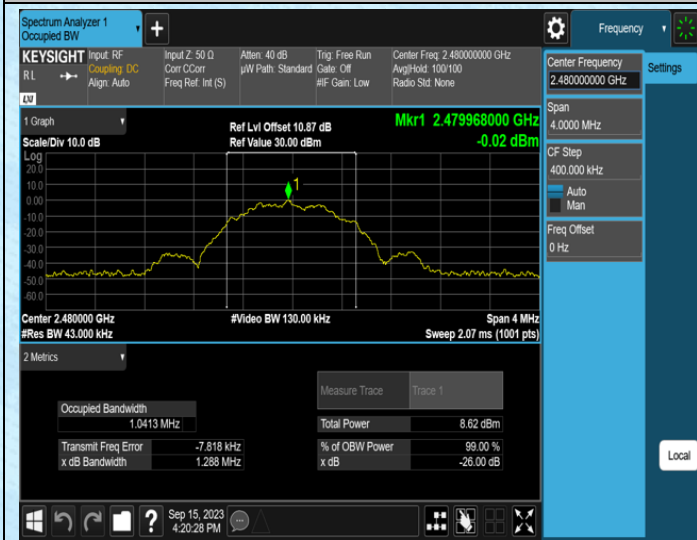 Spectrum Analyzer 1
Occupied BW
Frequency
KEYSIGHT
RL
LXI
Input: RF
Coupling: DC
Align: Auto
Input Z: 50 Ω
Corr CCorr
Freq Ref: Int (S)
Atten: 40 dB
µW Path: Standard
Trig: Free Run
Gate: Off
#IF Gain: Low
Center Freq: 2.480000000 GHz
Avg|Hold: 100/100
Radio Std: None
1 Graph
Scale/Div 10.0 dB
Ref Lvl Offset 10.87 dB
Ref Value 30.00 dBm
Mkr1 2.479968000 GHz
-0.02 dBm
Log
20.0
10.0
0.00
-10.0
-20.0
-30.0
-40.0
-50.0
-60.0
1
Center 2.480000 GHz
#Res BW 43.000 kHz
#Video BW 130.00 kHz
Span 4 MHz
Sweep 2.07 ms (1001 pts)
2 Metrics
Measure Trace
Trace 1
Occupied Bandwidth
1.0413 MHz
Total Power
8.62 dBm
Transmit Freq Error
-7.818 kHz
% of OBW Power
99.00 %
x dB Bandwidth
1.288 MHz
x dB
-26.00 dB
Sep 15, 2023
4:20:28 PM
Center Frequency
2.480000000 GHz
Span
4.0000 MHz
CF Step
400.000 kHz
Auto
Man
Freq Offset
0 Hz
Settings
Local